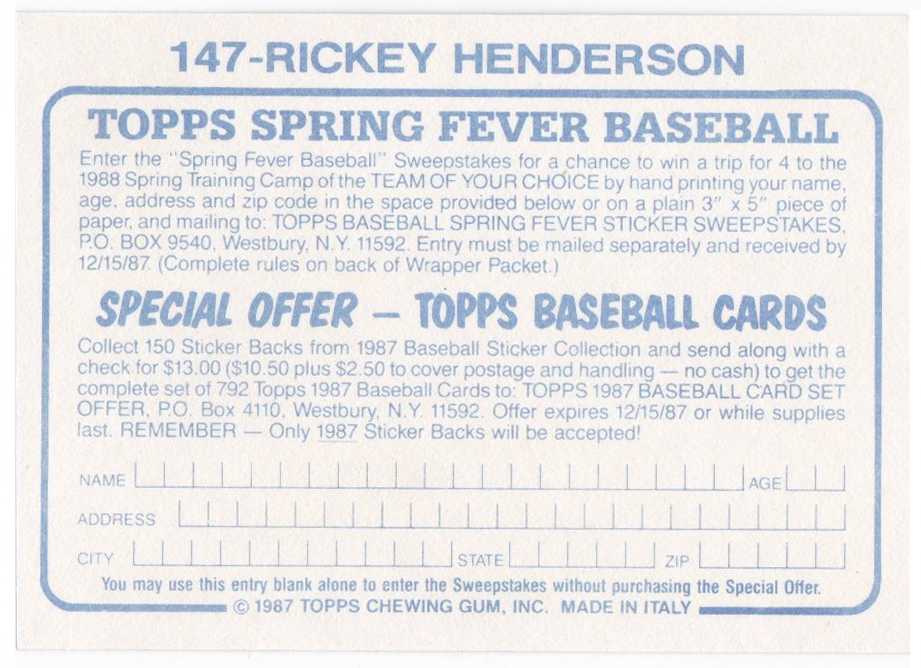 147-RICKEY HENDERSON
TOPPS SPRING FEVER BASEBALL
Enter the "Spring Fever Baseball" Sweepstakes for a chance to win a trip for 4 to the
1988 Spring Training Camp of the TEAM OF YOUR CHOICE by hand printing your name,
age, address and zip code in the space provided below or on a plain 3" x 5" piece of
paper, and mailing to: TOPPS BASEBALL SPRING FEVER STICKER SWEEPSTAKES,
P.O. BOX 9540, Westbury, N.Y. 11592. Entry must be mailed separately and received by
12/15/87. (Complete rules on back of Wrapper Packet.)
SPECIAL OFFER — TOPPS BASEBALL CARDS
Collect 150 Sticker Backs from 1987 Baseball Sticker Collection and send along with a
check for $13.00 ($10.50 plus $2.50 to cover postage and handling — no cash) to get the
complete set of 792 Topps 1987 Baseball Cards to: TOPPS 1987 BASEBALL CARD SET
OFFER, P.O. Box 4110, Westbury, N.Y. 11592. Offer expires 12/15/87 or while supplies
last. REMEMBER — Only 1987 Sticker Backs will be accepted!
NAME AGE
ADDRESS
CITY STATE ZIP
You may use this entry blank alone to enter the Sweepstakes without purchasing the Special Offer.
© 1987 TOPPS CHEWING GUM, INC. MADE IN ITALY